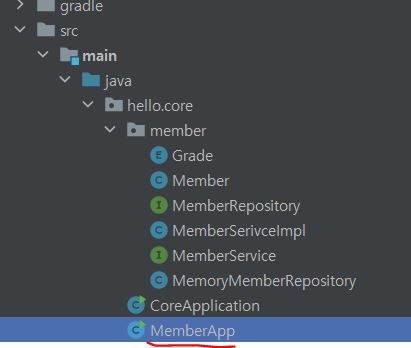 gradle
src
main
java
hello.core
member
E Grade
C Member
I MemberRepository
C MemberSerivceImpl
I MemberService
C MemoryMemberRepository
C CoreApplication
C MemberApp